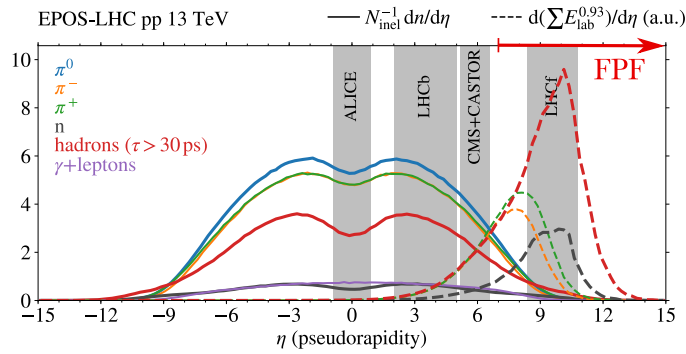 EPOS-LHC pp 13 TeV
N_inel^{-1} dn/dη
d(∑ E_lab^{0.93})/dη (a.u.)
FPF
π⁰
π⁻
π⁺
n
hadrons (τ > 30 ps)
γ+leptons
ALICE
LHCb
CMS+CASTOR
LHCf
10
8
6
4
2
0
−15 −12 −9 −6 −3 0 3 6 9 12 15
η (pseudorapidity)